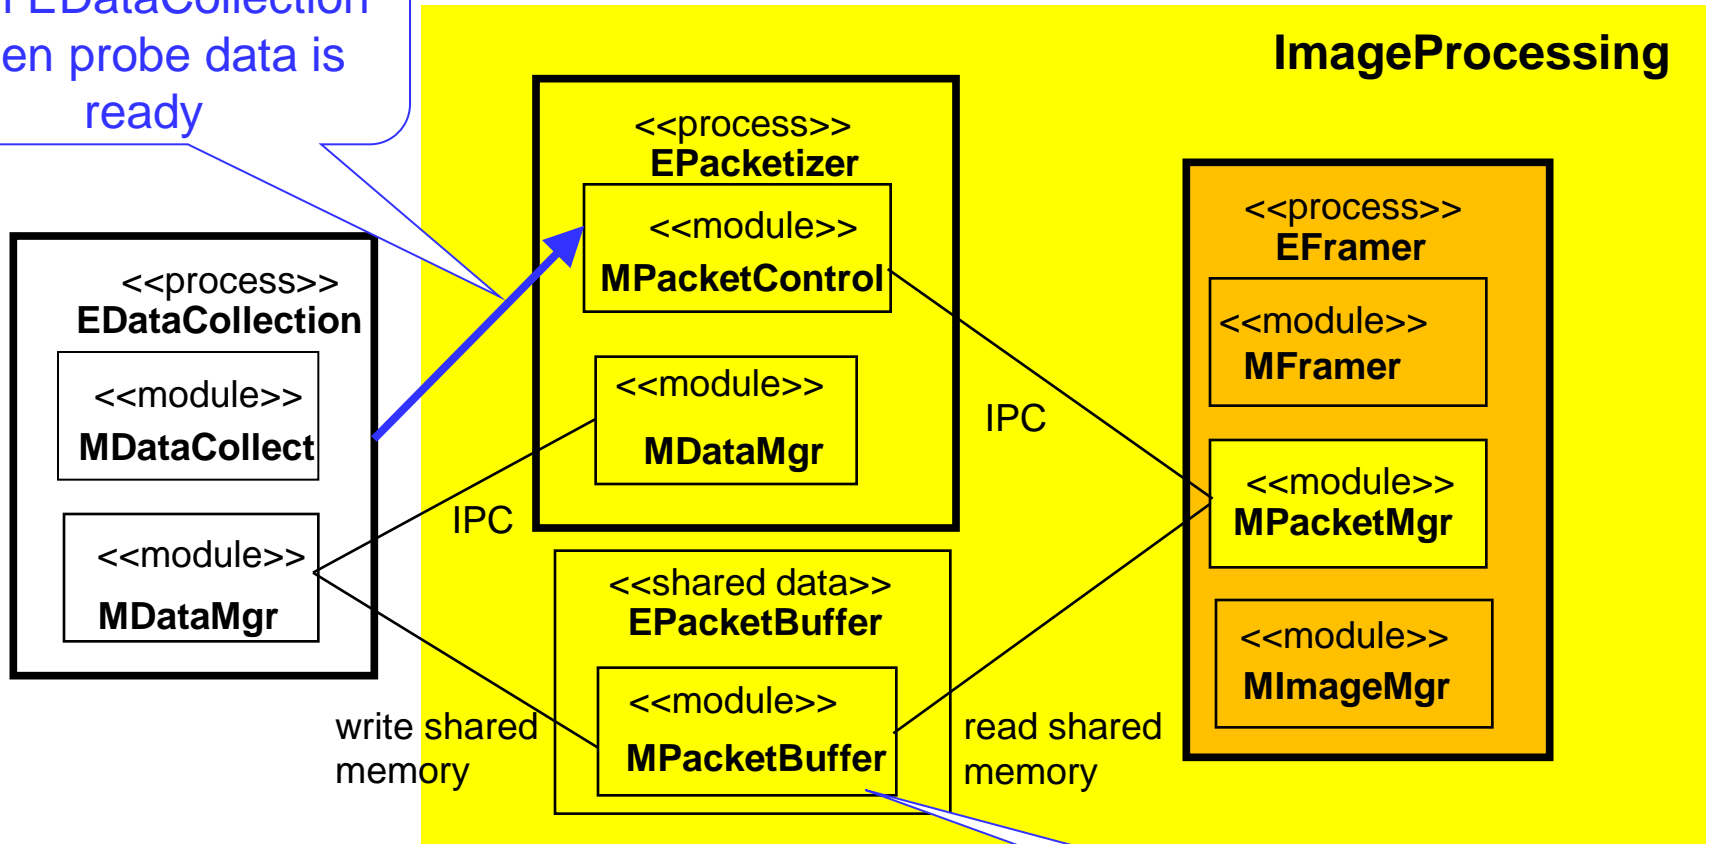 EDataCollection
en probe data is
ready
ImageProcessing
<<process>>
EPacketizer
<<module>>
MPacketControl
<<module>>
MDataMgr
<<process>>
EDataCollection
<<module>>
MDataCollect
<<module>>
MDataMgr
IPC
IPC
<<shared data>>
EPacketBuffer
<<module>>
MPacketBuffer
write shared
memory
read shared
memory
<<process>>
EFramer
<<module>>
MFramer
<<module>>
MPacketMgr
<<module>>
MImageMgr